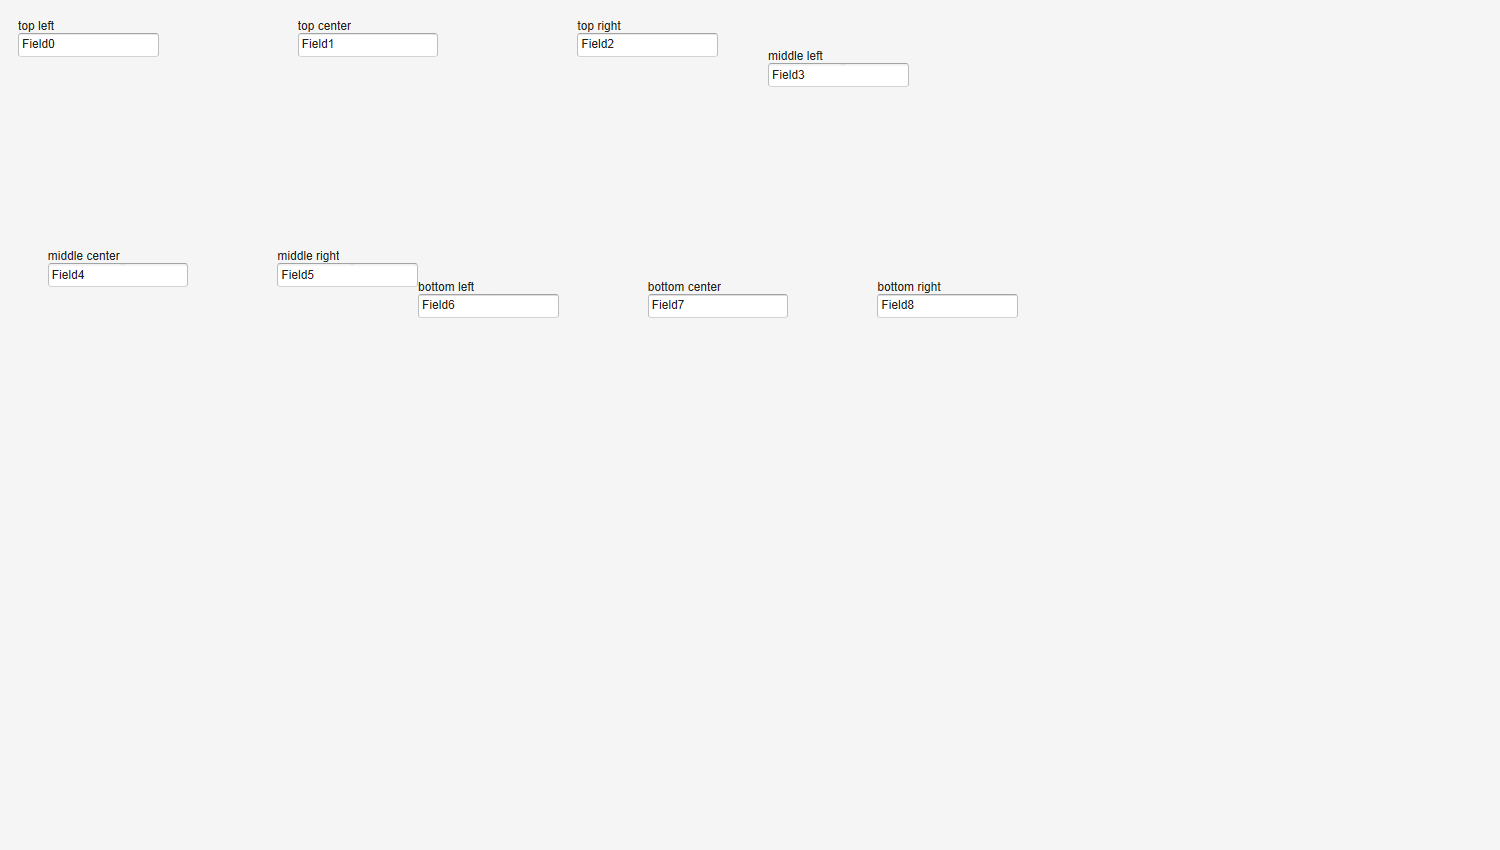 top left
Field0
top center
Field1
top right
Field2
middle left
Field3
middle center
Field4
middle right
Field5
bottom left
Field6
bottom center
Field7
bottom right
Field8